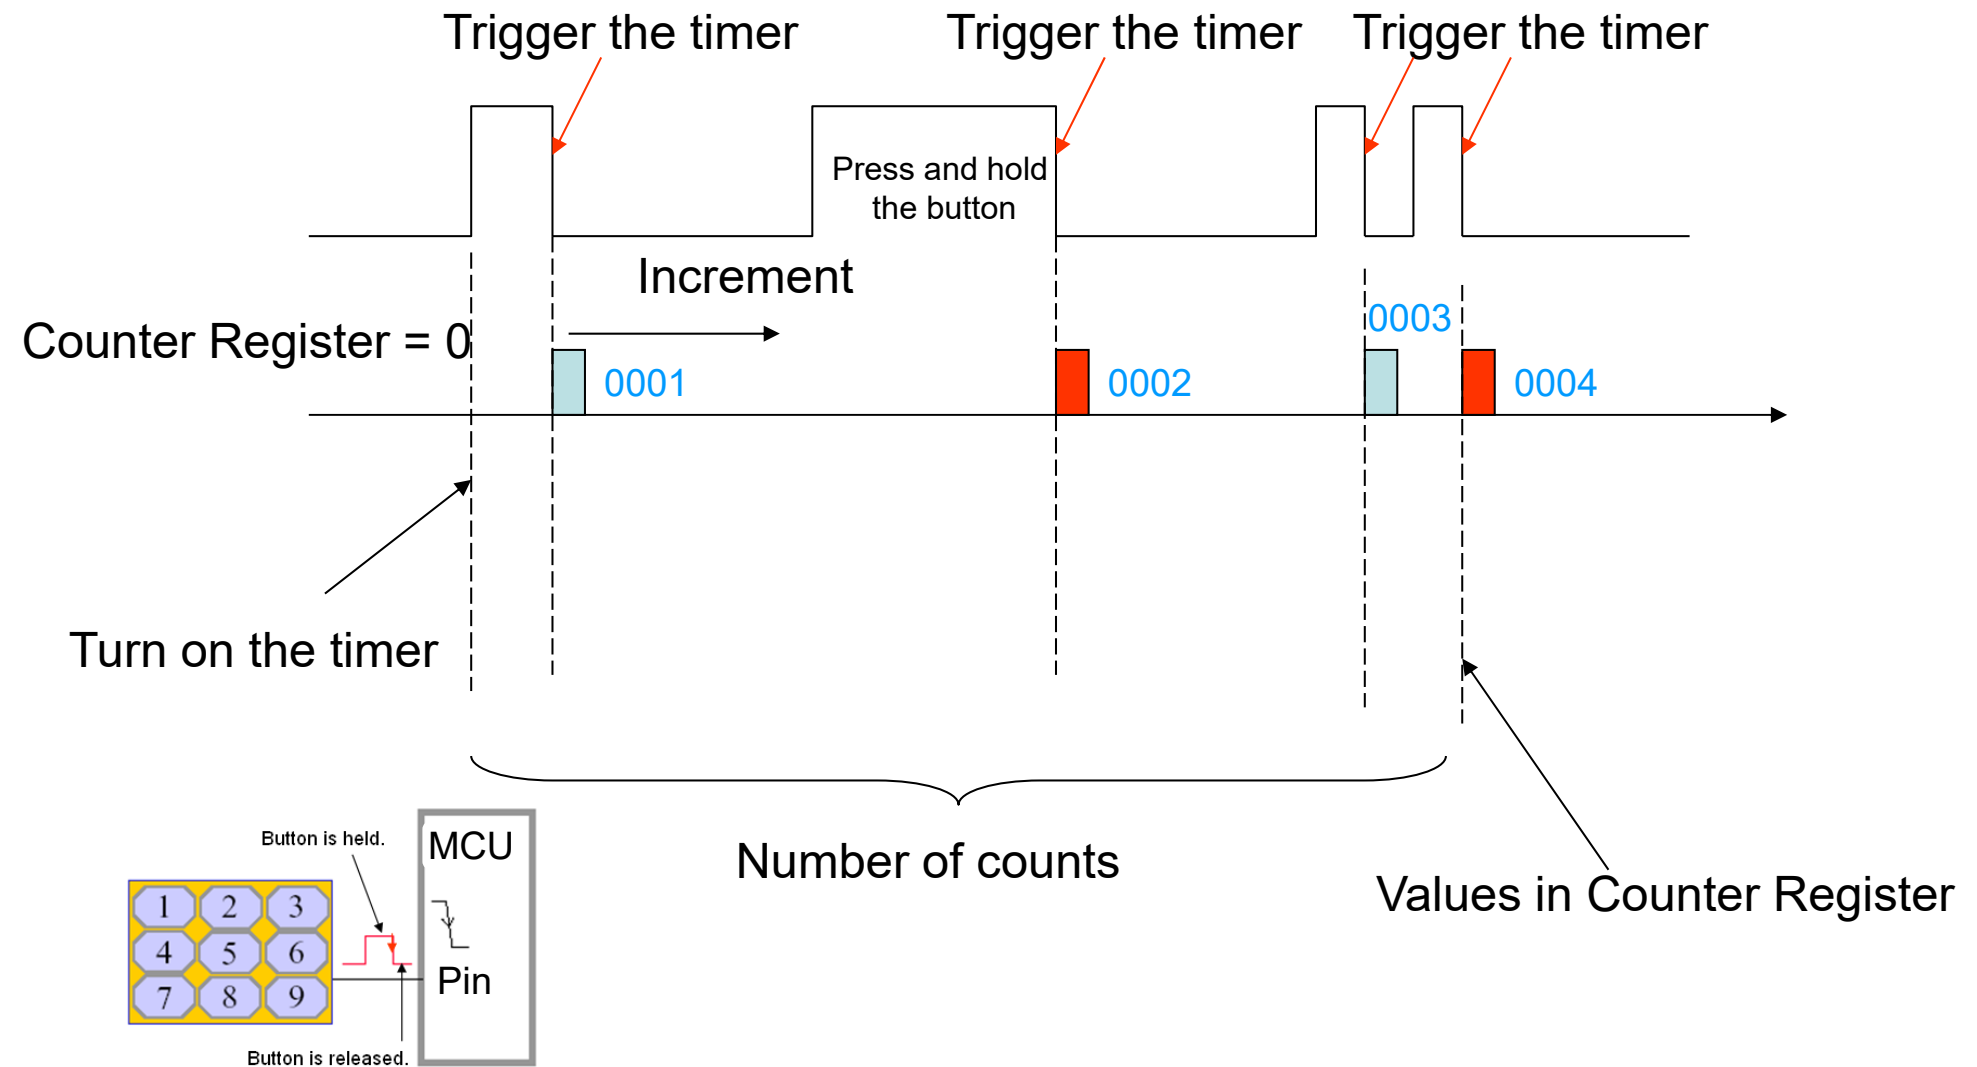 Trigger the timer
Trigger the timer
Trigger the timer
Press and hold
the button
Increment
Counter Register = 0
0003
0001
0002
0004
Turn on the timer
Number of counts
Values in Counter Register
Button is held.
MCU
1 2 3
4 5 6
7 8 9
Pin
Button is released.